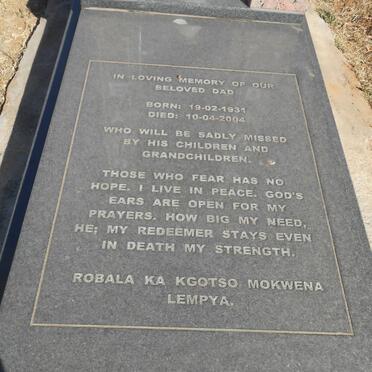 IN LOVING MEMORY OF OUR
BELOVED DAD
BORN: 19-02-1931
DIED: 10-04-2004
WHO WILL BE SADLY MISSED
BY HIS CHILDREN AND
GRANDCHILDREN.
THOSE WHO FEAR HAS NO
HOPE. I LIVE IN PEACE. GOD'S
EARS ARE OPEN FOR MY
PRAYERS. HOW BIG MY NEED,
HE; MY REDEEMER STAYS EVEN
IN DEATH MY STRENGTH.
ROBALA KA KGOTSO MOKWENA
LEMPYA.